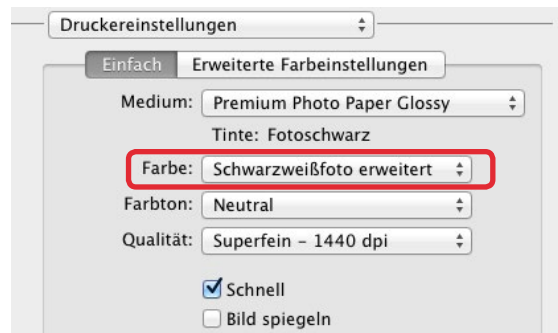 Druckereinstellungen
Einfach Erweiterte Farbeinstellungen
Medium: Premium Photo Paper Glossy
Tinte: Fotoschwarz
Farbe: Schwarzweißfoto erweitert
Farbton: Neutral
Qualität: Superfein – 1440 dpi
Schnell
Bild spiegeln